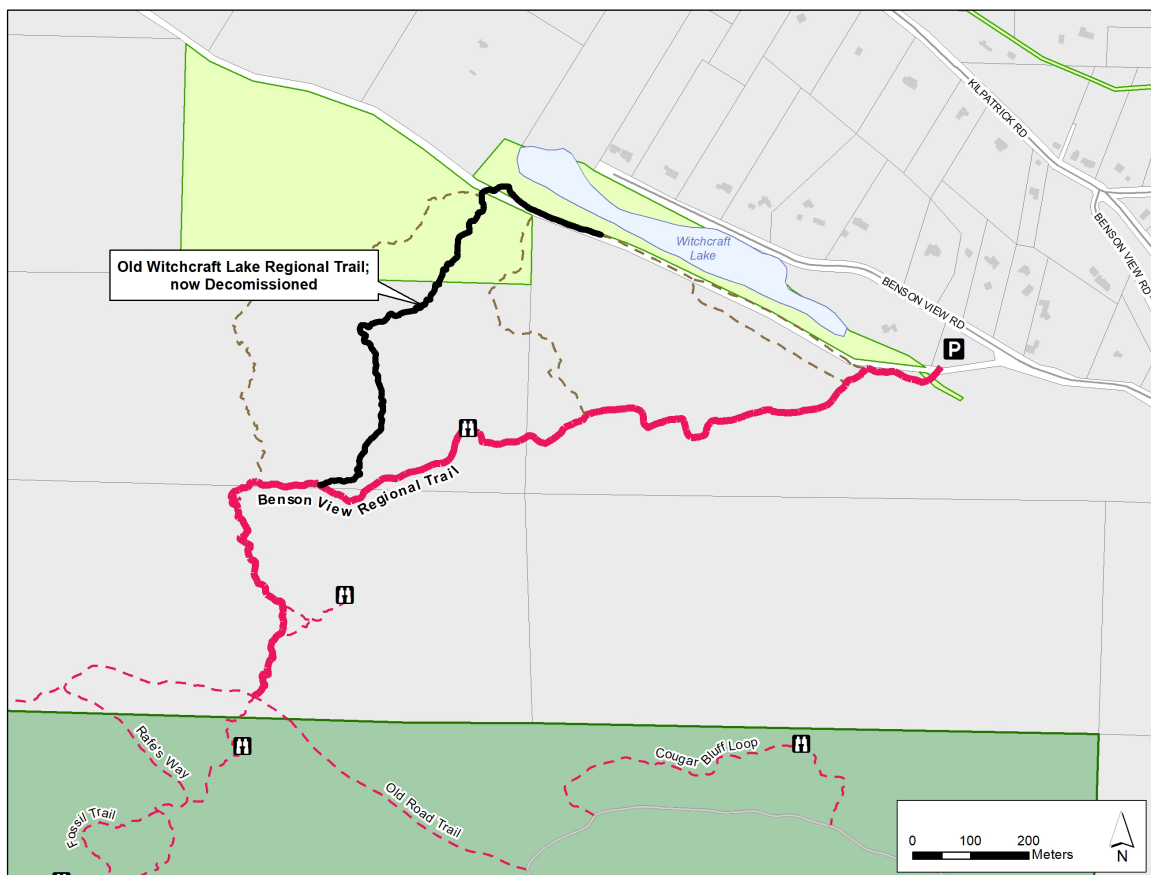 KILPATRICK RD
BENSON VIEW RD
Witchcraft
Lake
BENSON VIEW RD
P
Old Witchcraft Lake Regional Trail;
now Decomissioned
Benson View Regional Trail
Rafe's Way
Fossil Trail
Old Road Trail
Cougar Bluff Loop
0 100 200
Meters
N